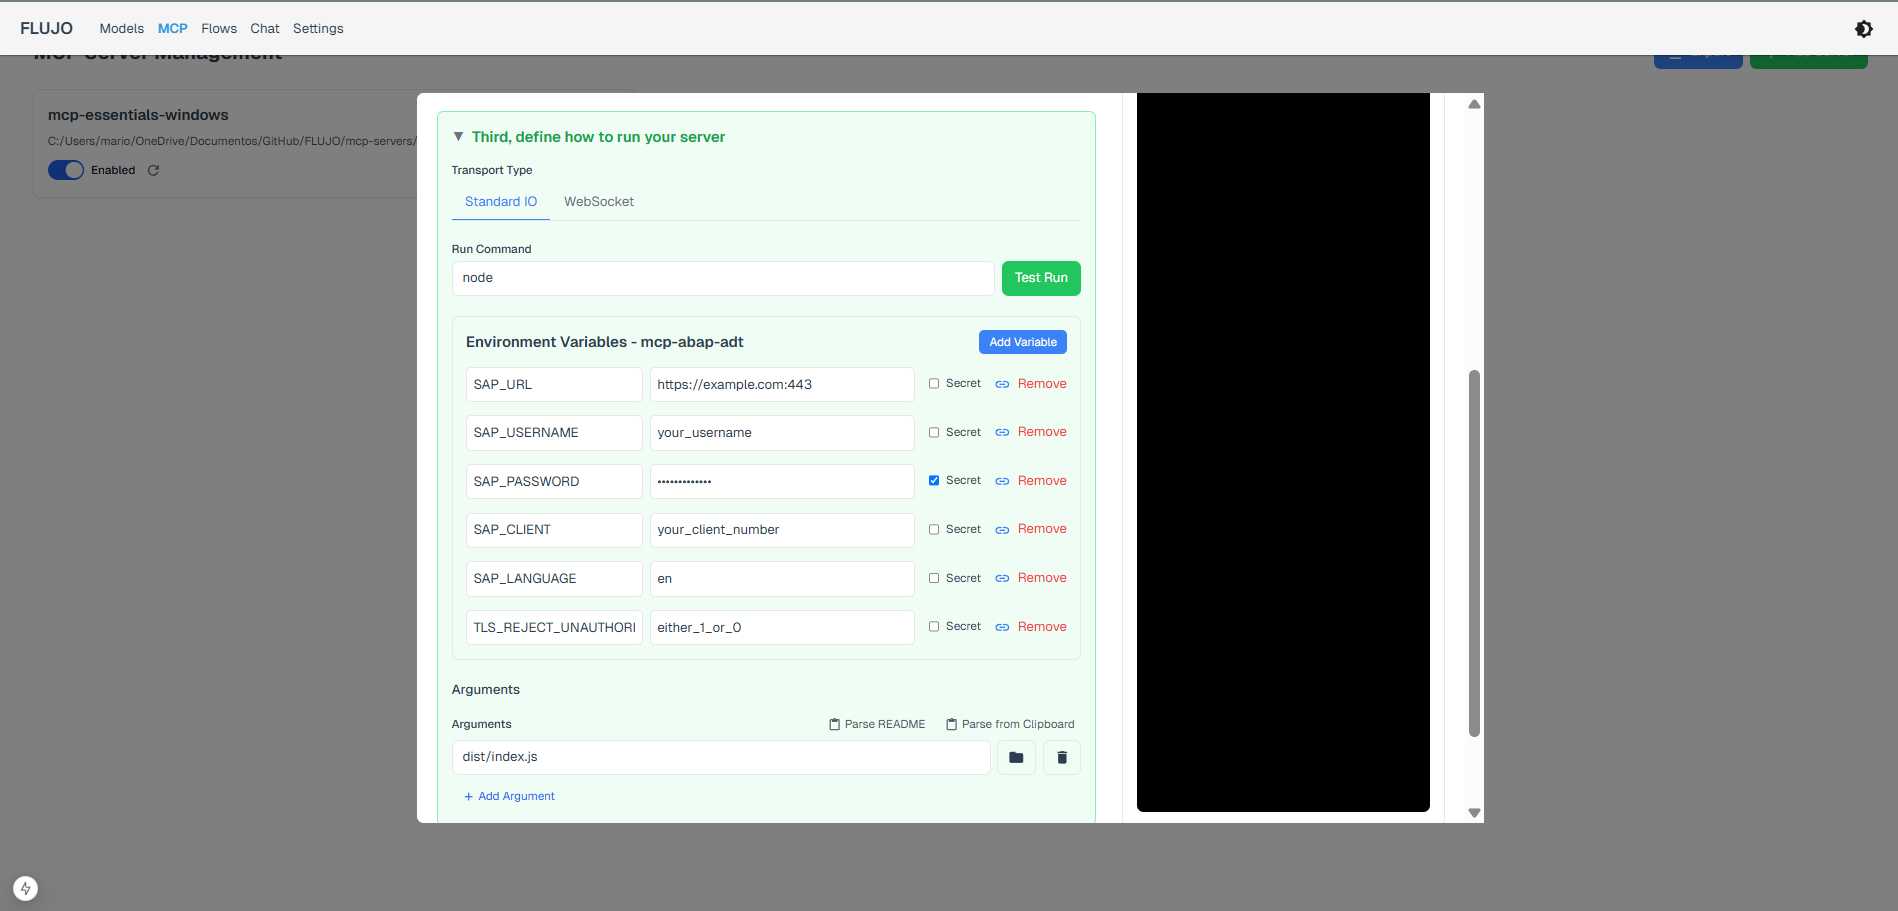 FLUJO Models MCP Flows Chat Settings
MCP Server Management
mcp-essentials-windows
C:/Users/mario/OneDrive/Documentos/GitHub/FLUJO/mcp-servers/
Enabled
▼ Third, define how to run your server
Transport Type
Standard IO WebSocket
Run Command
node Test Run
Environment Variables - mcp-abap-adt Add Variable
SAP_URL https://example.com:443 Secret Remove
SAP_USERNAME your_username Secret Remove
SAP_PASSWORD ••••••••••••• Secret Remove
SAP_CLIENT your_client_number Secret Remove
SAP_LANGUAGE en Secret Remove
TLS_REJECT_UNAUTHORI either_1_or_0 Secret Remove
Arguments
Arguments Parse README Parse from Clipboard
dist/index.js
+ Add Argument